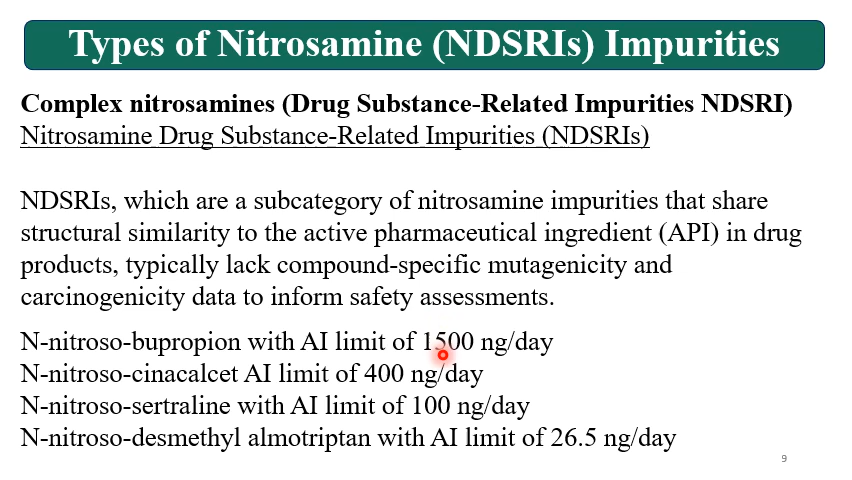 Types of Nitrosamine (NDSRIs) Impurities
Complex nitrosamines (Drug Substance-Related Impurities NDSRI)
Nitrosamine Drug Substance-Related Impurities (NDSRIs)
NDSRIs, which are a subcategory of nitrosamine impurities that share
structural similarity to the active pharmaceutical ingredient (API) in drug
products, typically lack compound-specific mutagenicity and
carcinogenicity data to inform safety assessments.
N-nitroso-bupropion with AI limit of 1500 ng/day
N-nitroso-cinacalcet AI limit of 400 ng/day
N-nitroso-sertraline with AI limit of 100 ng/day
N-nitroso-desmethyl almotriptan with AI limit of 26.5 ng/day
9